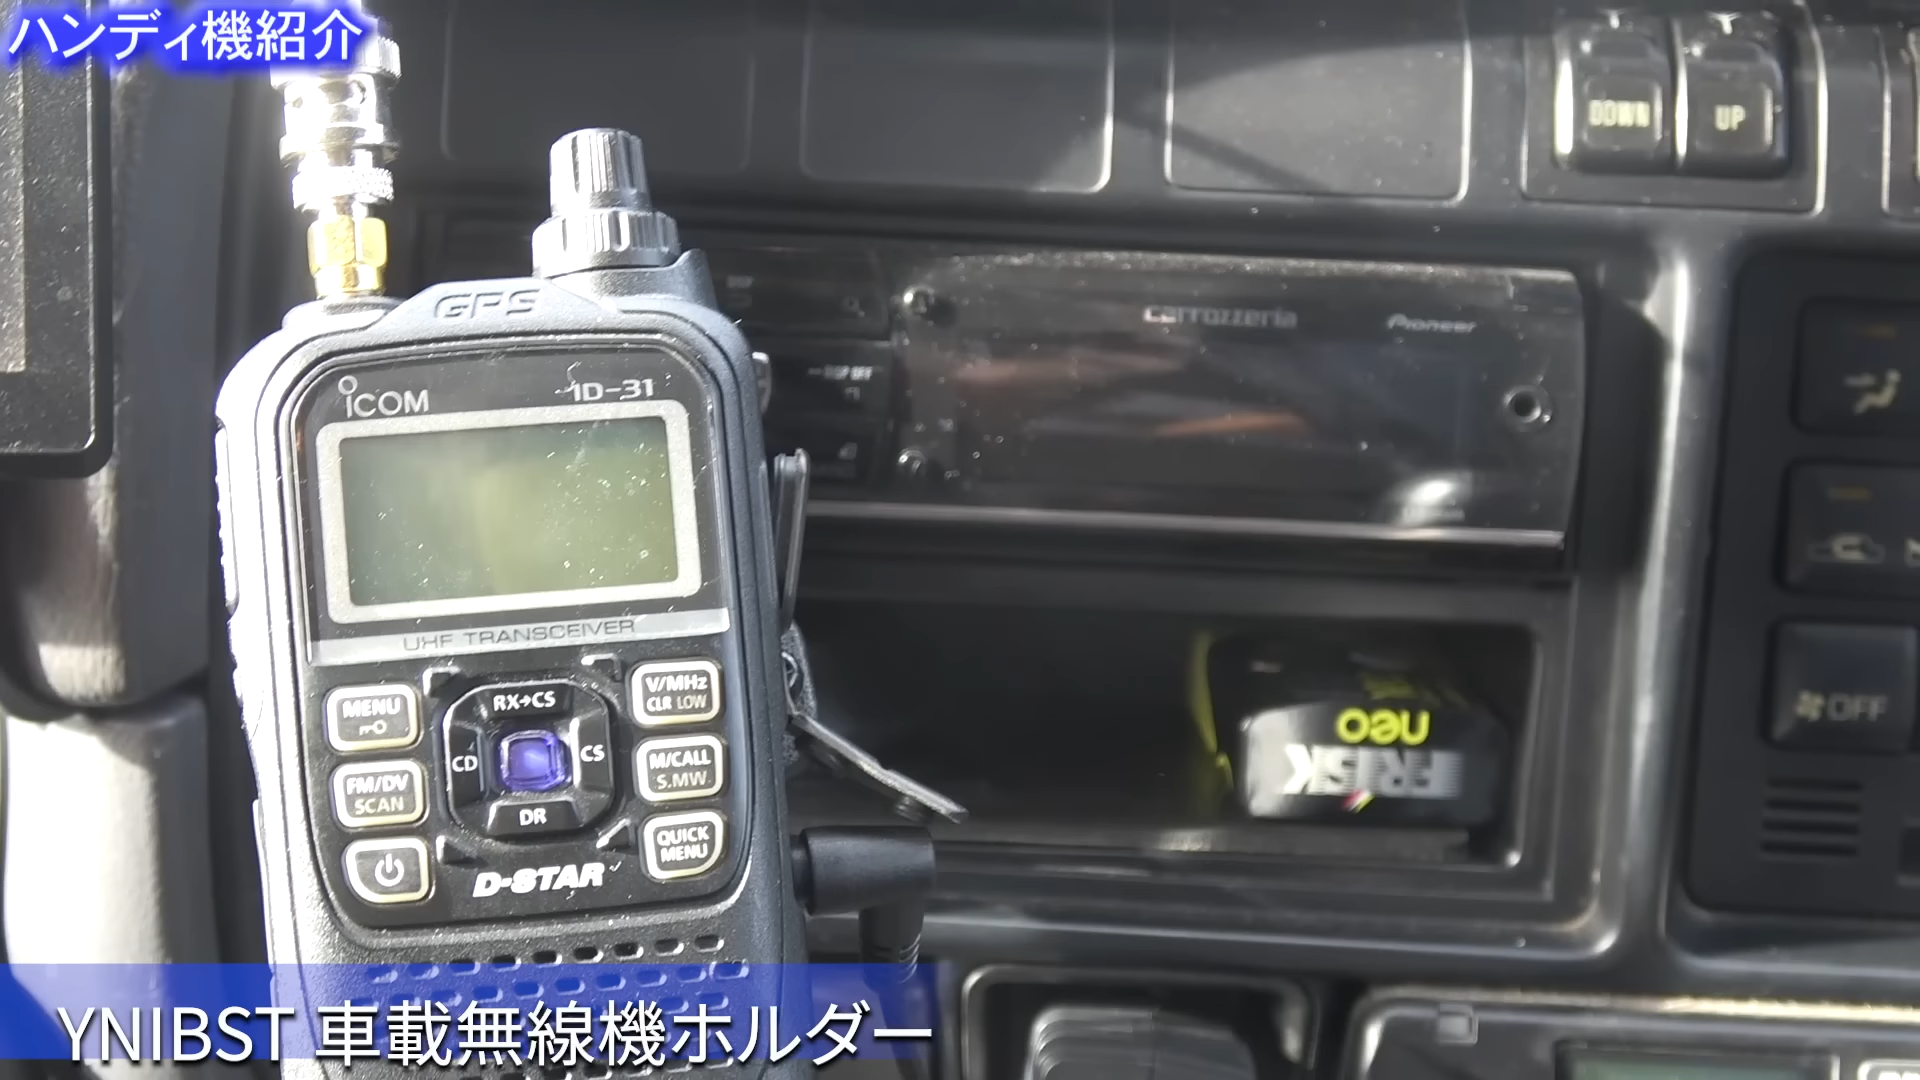 ハンディ機紹介
DOWN
UP
GPS
carrozzeria
Pioneer
DISP OFF
iCOM
ID-31
UHF TRANSCEIVER
MENU
RX→CS
V/MHz
CLR LOW
CD
CS
FM/DV
SCAN
M/CALL
S.MW
DR
QUICK
MENU
D-STAR
neo
FRISK
OFF
YNIBST 車載無線機ホルダー